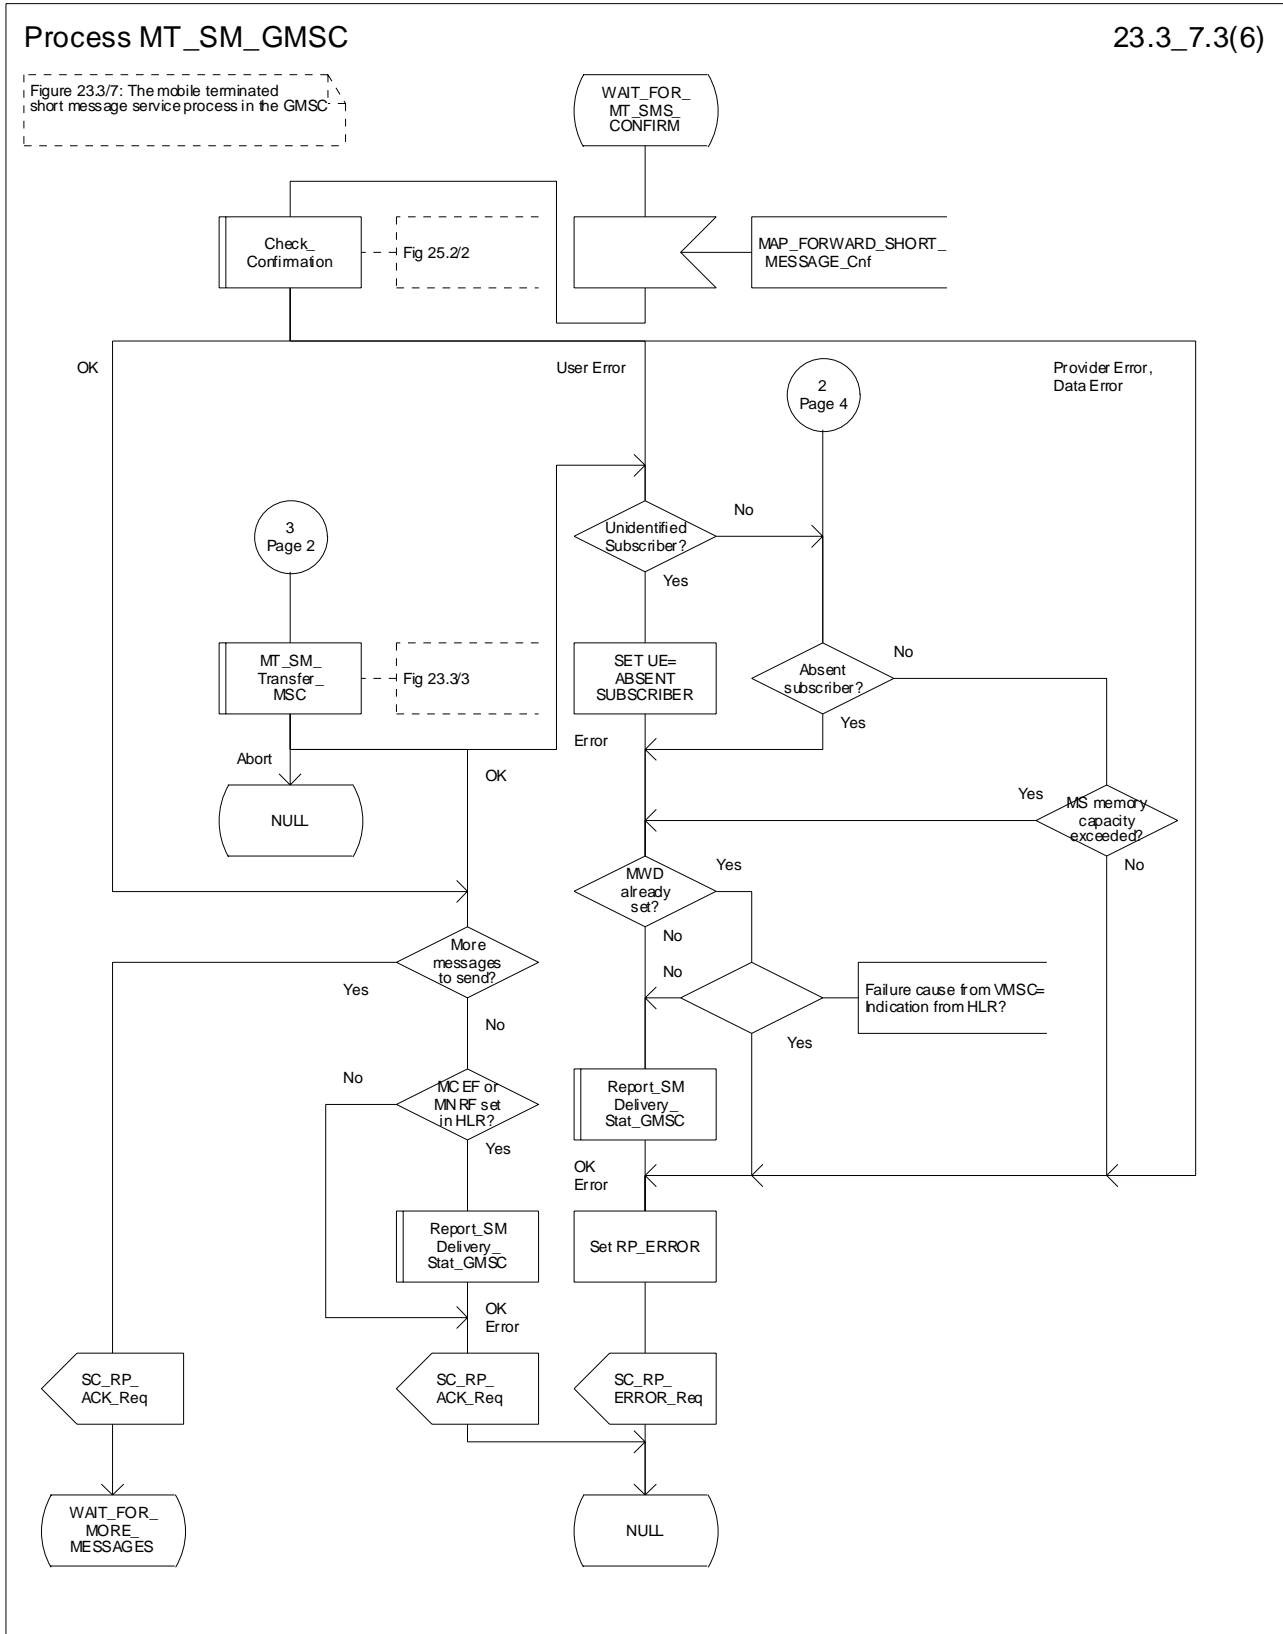 Process MT_SM_GMSC
23.3_7.3(6)
Figure 23.3/7: The mobile terminated
short message service process in the GMSC
WAIT_FOR_
MT_SMS_
CONFIRM
Check_
Confirmation
Fig 25.2/2
MAP_FORWARD_SHORT_
MESSAGE_Cnf
OK
User Error
Provider Error,
Data Error
2
Page 4
3
Page 2
Unidentified
Subscriber?
No
Yes
MT_SM_
Transfer_
MSC
Fig 23.3/3
SET UE=
ABSENT
SUBSCRIBER
Absent
subscriber?
No
Yes
Error
Abort
OK
NULL
Yes
MS memory
capacity
exceeded?
No
MWD
already
set?
Yes
No
More
messages
to send?
Yes
No
No
Failure cause from VMSC=
Indication from HLR?
Yes
No
MCEF or
MNRF set
in HLR?
Yes
Report_SM
Delivery_
Stat_GMSC
OK
Error
Report_SM
Delivery_
Stat_GMSC
Set RP_ERROR
OK
Error
SC_RP_
ACK_Req
SC_RP_
ACK_Req
SC_RP_
ERROR_Req
WAIT_FOR_
MORE_
MESSAGES
NULL